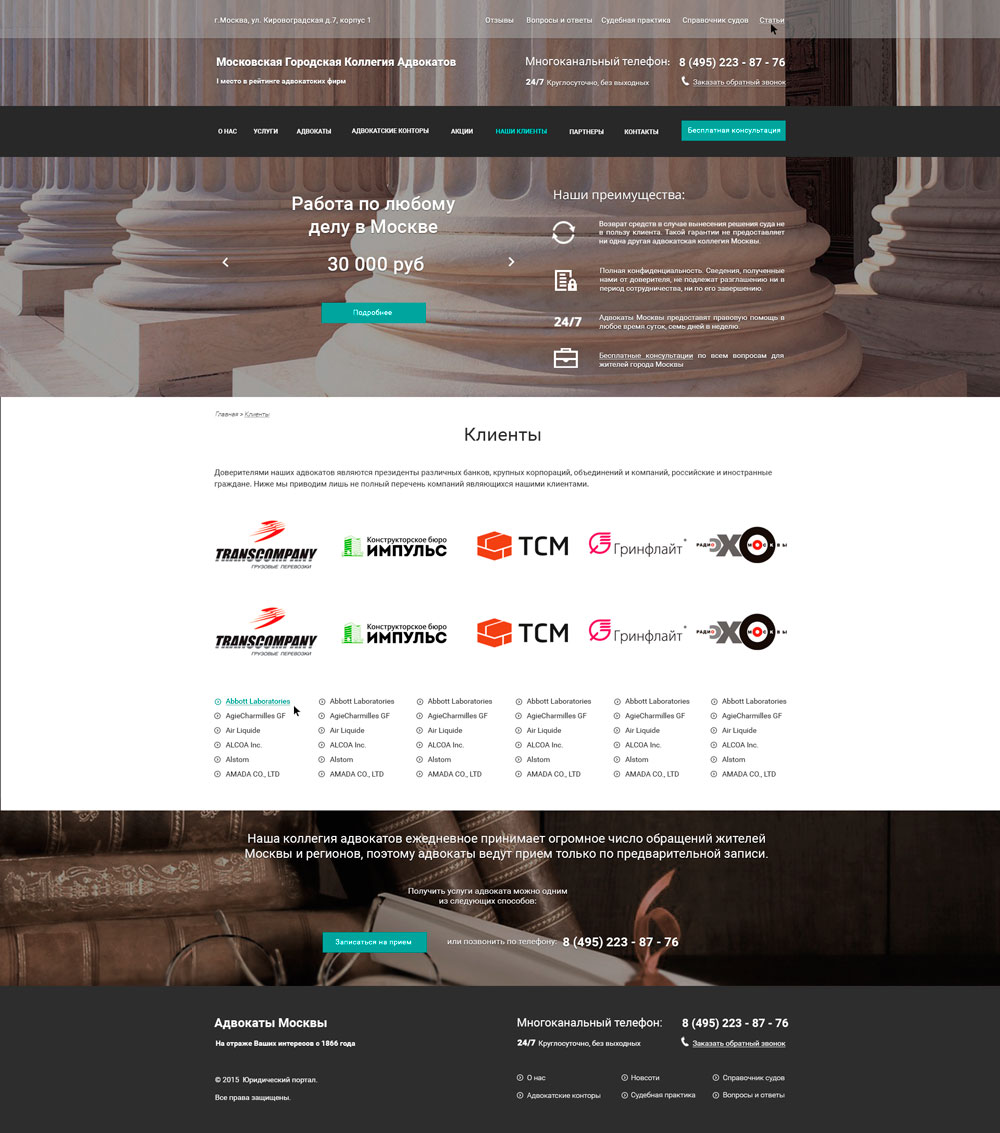 г.Москва, ул. Кировоградская д.7, корпус 1
Отзывы Вопросы и ответы Судебная практика Справочник судов Статьи
Московская Городская Коллегия Адвокатов
I место в рейтинге адвокатских фирм
Многоканальный телефон: 8 (495) 223 - 87 - 76
24/7 Круглосуточно, без выходных Заказать обратный звонок
О НАС УСЛУГИ АДВОКАТЫ АДВОКАТСКИЕ КОНТОРЫ АКЦИИ НАШИ КЛИЕНТЫ ПАРТНЕРЫ КОНТАКТЫ Бесплатная консультация
Работа по любому
делу в Москве
30 000 руб
Подробнее
Наши преимущества:
Возврат средств в случае вынесения решения суда не
в пользу клиента. Такой гарантии не предоставляет
ни одна другая адвокатская коллегия Москвы.
Полная конфиденциальность. Сведения, полученные
нами от доверителя, не подлежат разглашению ни в
период сотрудничества, ни по его завершению.
24/7
Адвокаты Москвы предоставят правовую помощь в
любое время суток, семь дней в неделю.
Бесплатные консультации по всем вопросам для
жителей города Москвы
Главная » Клиенты
Клиенты
Доверителями наших адвокатов являются президенты различных банков, крупных корпораций, объединений и компаний, российские и иностранные
граждане. Ниже мы приводим лишь не полный перечень компаний являющихся нашими клиентами.
TRANSCOMPANY
ГРУЗОВЫЕ ПЕРЕВОЗКИ
Конструкторское бюро
ИМПУЛЬС
ТСМ
Гринфлайт
РАДИО ЭХО МОСКВЫ
TRANSCOMPANY
ГРУЗОВЫЕ ПЕРЕВОЗКИ
Конструкторское бюро
ИМПУЛЬС
ТСМ
Гринфлайт
РАДИО ЭХО МОСКВЫ
Abbott Laboratories Abbott Laboratories Abbott Laboratories Abbott Laboratories Abbott Laboratories Abbott Laboratories
AgieCharmilles GF AgieCharmilles GF AgieCharmilles GF AgieCharmilles GF AgieCharmilles GF AgieCharmilles GF
Air Liquide Air Liquide Air Liquide Air Liquide Air Liquide Air Liquide
ALCOA Inc. ALCOA Inc. ALCOA Inc. ALCOA Inc. ALCOA Inc. ALCOA Inc.
Alstom Alstom Alstom Alstom Alstom Alstom
AMADA CO., LTD AMADA CO., LTD AMADA CO., LTD AMADA CO., LTD AMADA CO., LTD AMADA CO., LTD
Наша коллегия адвокатов ежедневное принимает огромное число обращений жителей
Москвы и регионов, поэтому адвокаты ведут прием только по предварительной записи.
Получить услуги адвоката можно одним
из следующих способов:
Записаться на прием или позвонить по телефону: 8 (495) 223 - 87 - 76
Адвокаты Москвы
На страже Ваших интересов с 1866 года
© 2015 Юридический портал.
Все права защищены.
Многоканальный телефон: 8 (495) 223 - 87 - 76
24/7 Круглосуточно, без выходных Заказать обратный звонок
О нас Новсоти Справочник судов
Адвокатские конторы Судебная практика Вопросы и ответы